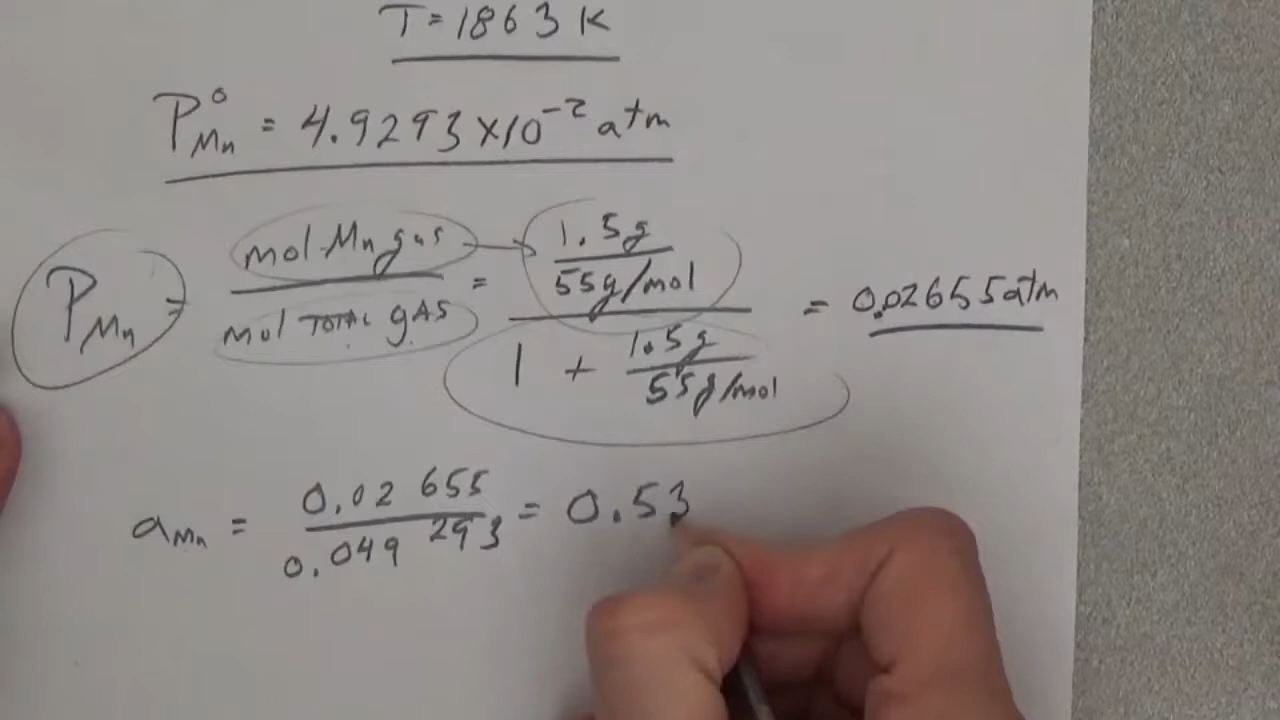 T = 1863 K
P°Mn = 4.9293 x 10⁻² atm
PMn = mol Mn gas / mol TOTAL gAS = (1.5g / 55g/mol) / (1 + 1.5g / 55g/mol) = 0.02655 atm
aMn = 0.02655 / 0.049293 = 0.53